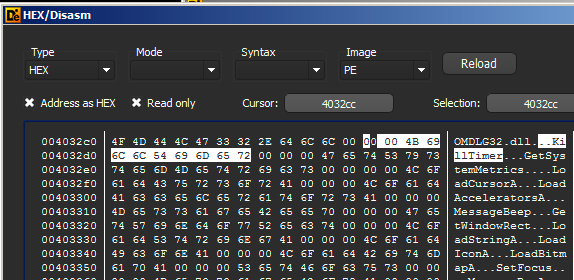 HEX/Disasm
Type Mode Syntax Image
HEX PE Reload
Address as HEX Read only Cursor: 4032cc Selection: 4032cc
004032c0 4F 4D 44 4C 47 33 32 2E 64 6C 6C 00 00 00 4B 69 OMDLG32.dll...Ki
004032d0 6C 6C 54 69 6D 65 72 00 00 00 47 65 74 53 79 73 llTimer...GetSys
004032e0 74 65 6D 4D 65 74 72 69 63 73 00 00 00 00 4C 6F temMetrics....Lo
004032f0 61 64 43 75 72 73 6F 72 41 00 00 00 4C 6F 61 64 adCursorA...Load
00403300 41 63 63 65 6C 65 72 61 74 6F 72 73 41 00 00 00 AcceleratorsA...
00403310 4D 65 73 73 61 67 65 42 65 65 70 00 00 00 47 65 MessageBeep...Ge
00403320 74 57 69 6E 64 6F 77 52 65 63 74 00 00 00 4C 6F tWindowRect...Lo
00403330 61 64 53 74 72 69 6E 67 41 00 00 00 4C 6F 61 64 adStringA...Load
00403340 49 63 6F 6E 41 00 00 00 4C 6F 61 64 42 69 74 6D IconA...LoadBitm
00403350 61 70 41 00 00 00 53 65 74 46 6F 63 75 73 00 00 apA...SetFocus..